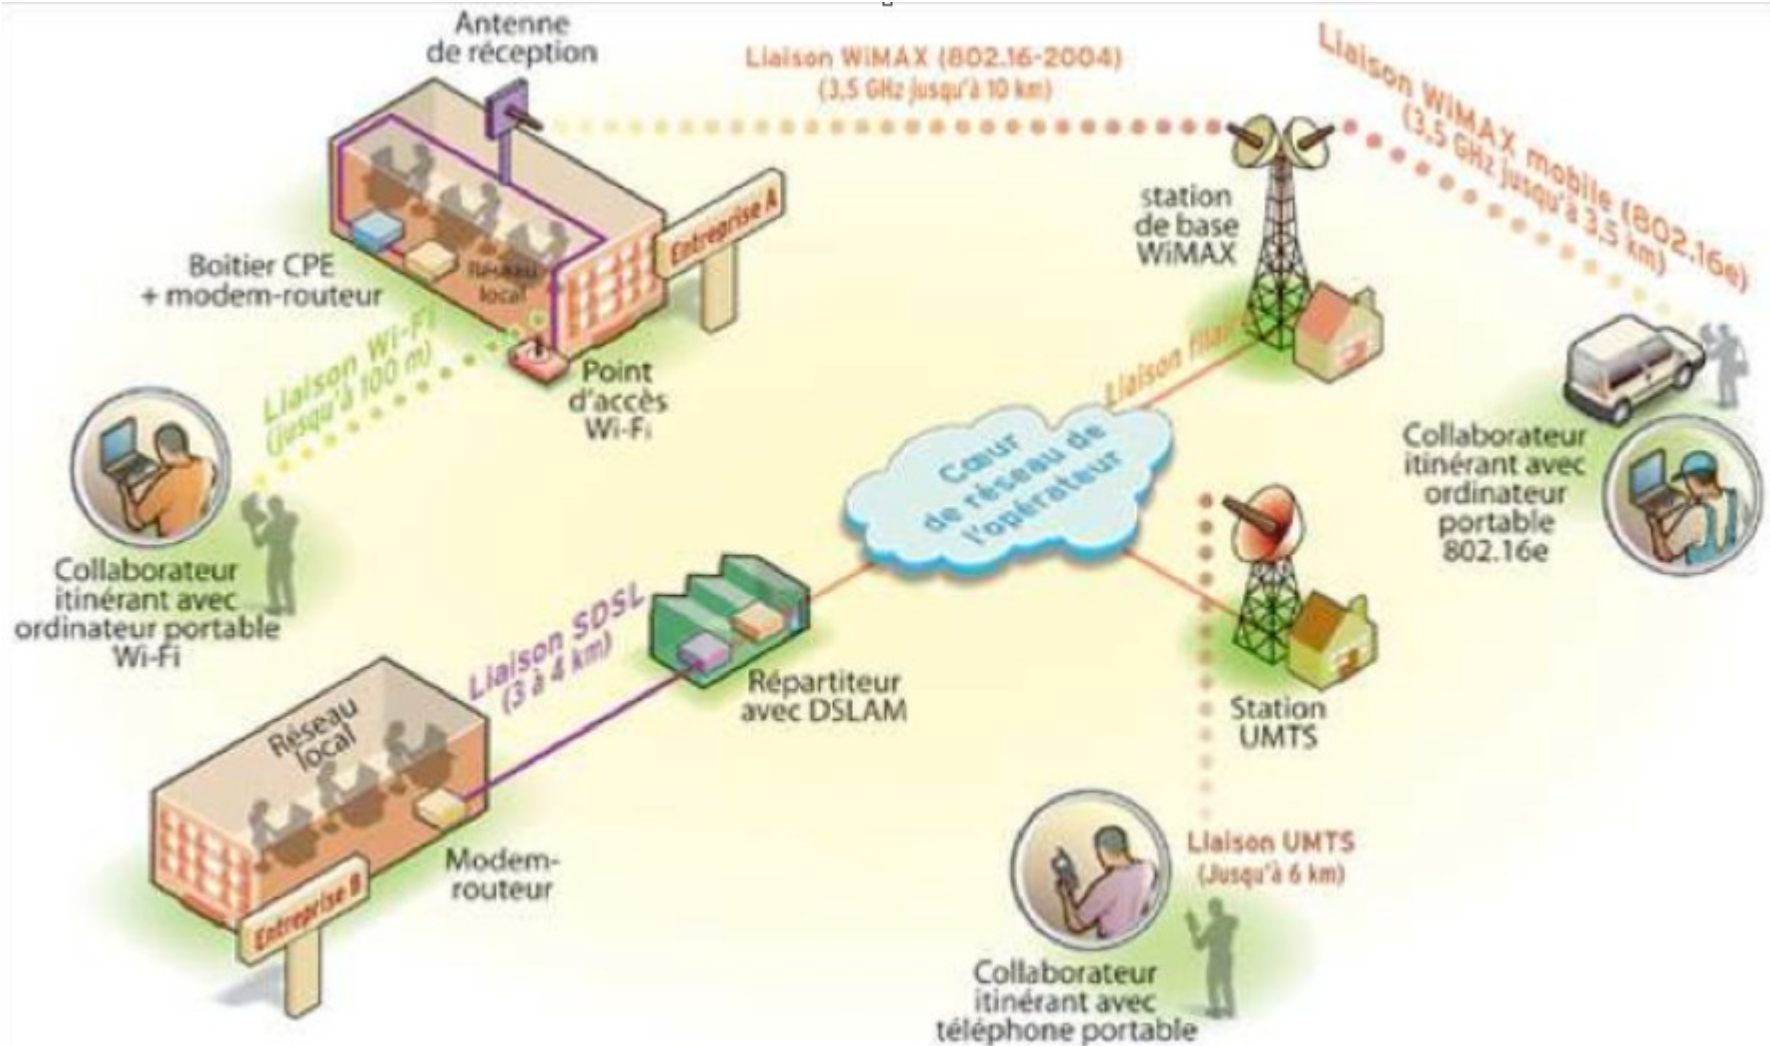 Antenne
de réception
Liaison WiMAX (802.16-2004)
(3,5 GHz jusqu'à 10 km)
Liaison WiMAX mobile (802.16e)
(3,5 GHz jusqu'à 3,5 km)
Entreprise A
station
de base
WiMAX
Boitier CPE
+ modem-routeur
Réseau
local
Liaison Wi-Fi
(jusqu'à 100 m)
Point
d'accès
Wi-Fi
Liaison
Cœur
de réseau de
l'opérateur
Collaborateur
itinérant avec
ordinateur
portable
802.16e
Collaborateur
itinérant avec
ordinateur portable
Wi-Fi
Liaison SDSL
(3 à 4 km)
Répartiteur
avec DSLAM
Station
UMTS
Réseau
local
Modem-
routeur
Entreprise B
Liaison UMTS
(Jusqu'à 6 km)
Collaborateur
itinérant avec
téléphone portable